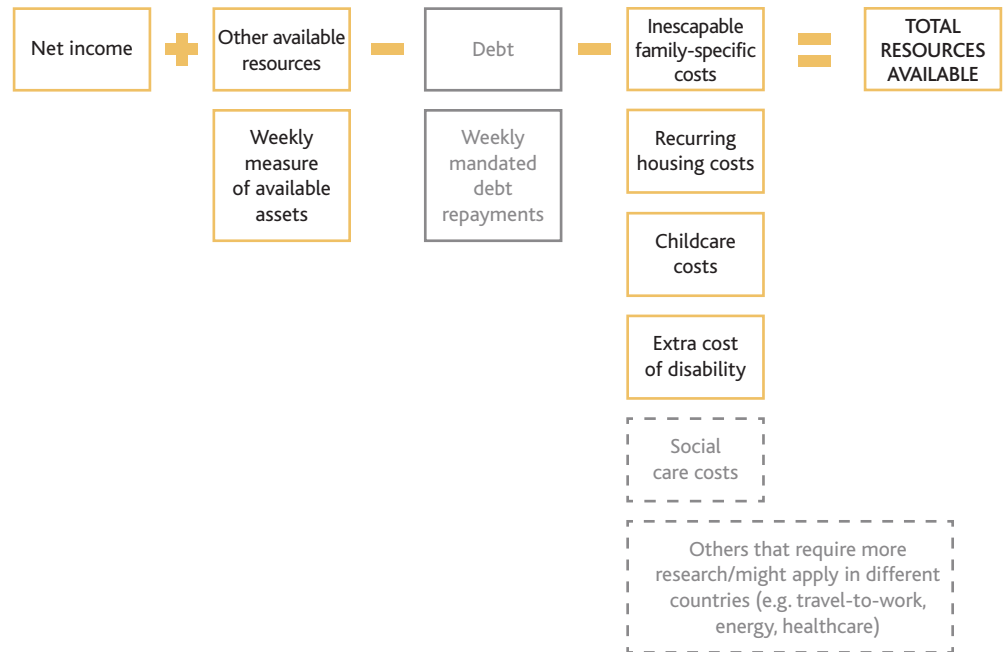 Net income
Other available
resources
Debt
Inescapable
family-specific
costs
TOTAL
RESOURCES
AVAILABLE
Weekly
measure
of available
assets
Weekly
mandated
debt
repayments
Recurring
housing costs
Childcare
costs
Extra cost
of disability
Social
care costs
Others that require more
research/might apply in different
countries (e.g. travel-to-work,
energy, healthcare)